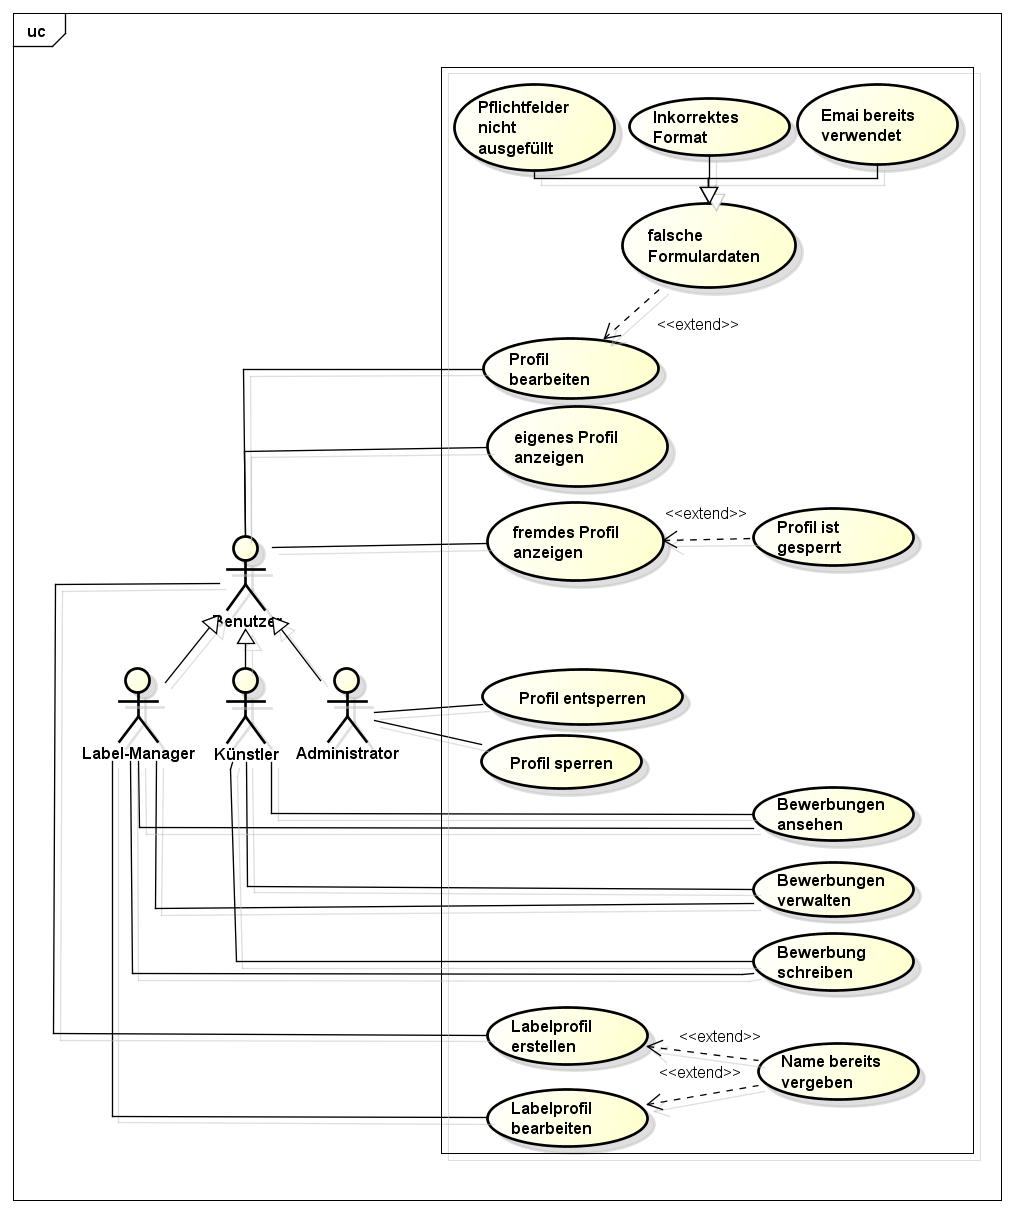 uc
Pflichtfelder
nicht
ausgefüllt
Inkorrektes
Format
Emai bereits
verwendet
falsche
Formulardaten
<<extend>>
Profil
bearbeiten
eigenes Profil
anzeigen
fremdes Profil
anzeigen
<<extend>>
Profil ist
gesperrt
Benutzer
Label-Manager
Künstler
Administrator
Profil entsperren
Profil sperren
Bewerbungen
ansehen
Bewerbungen
verwalten
Bewerbung
schreiben
Labelprofil
erstellen
<<extend>>
Name bereits
vergeben
<<extend>>
Labelprofil
bearbeiten